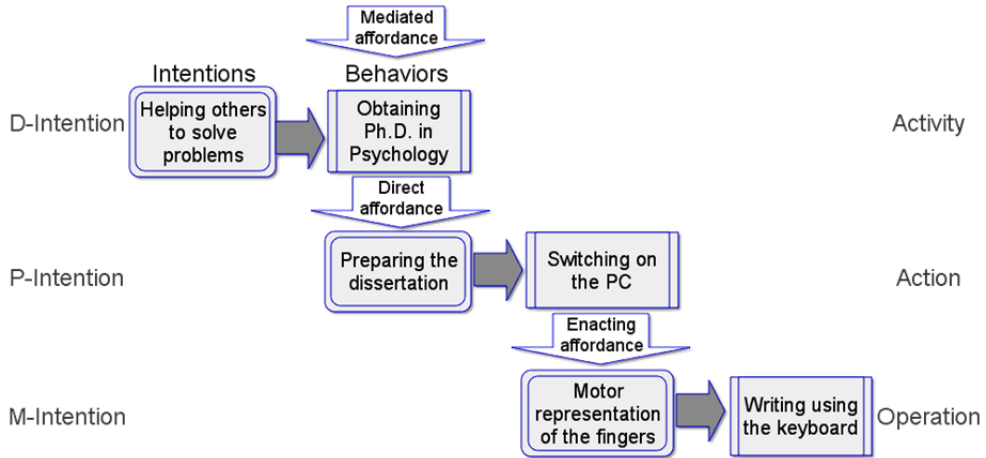 Mediated
affordance
Intentions
Behaviors
D-Intention
Helping others
to solve
problems
Obtaining
Ph.D. in
Psychology
Activity
Direct
affordance
P-Intention
Preparing the
dissertation
Switching on
the PC
Action
Enacting
affordance
M-Intention
Motor
representation
of the fingers
Writing using
the keyboard
Operation